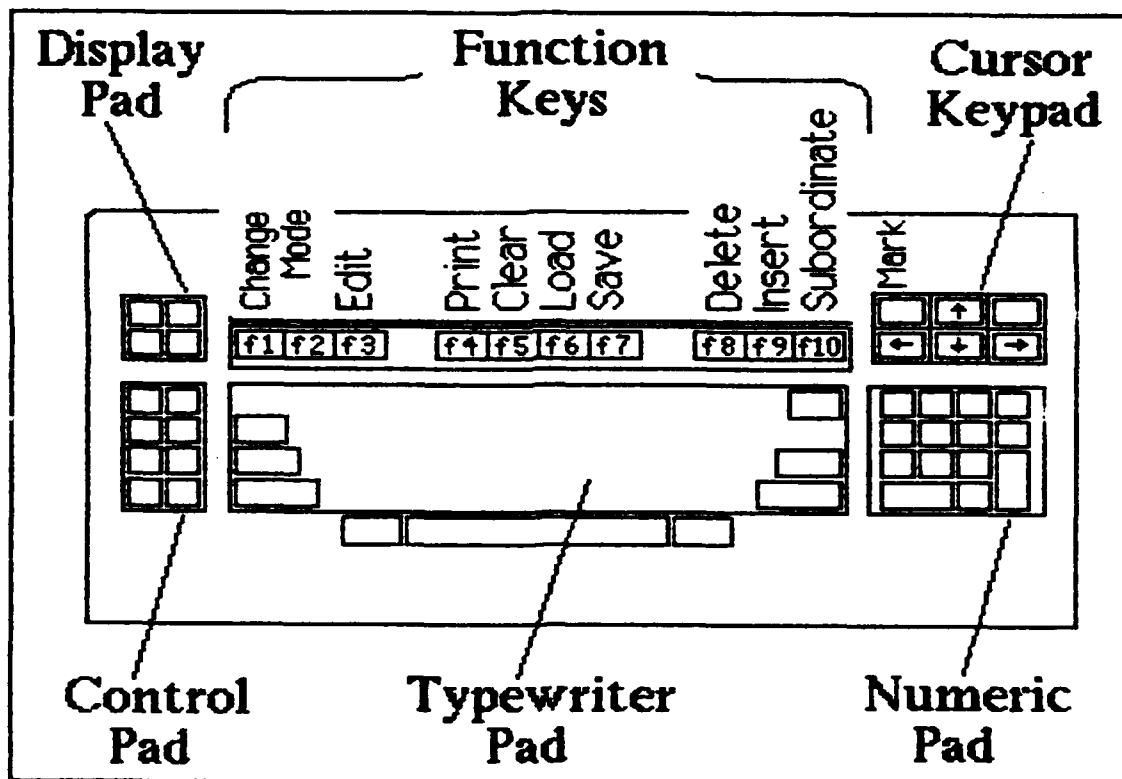 Display
Pad
Function
Keys
Cursor
Keypad
Change
Mode
Edit
Print
Clear
Load
Save
Delete
Insert
Subordinate
Mark
f1 f2 f3 f4 f5 f6 f7 f8 f9 f10
↑
← ↓ →
Control
Pad
Typewriter
Pad
Numeric
Pad